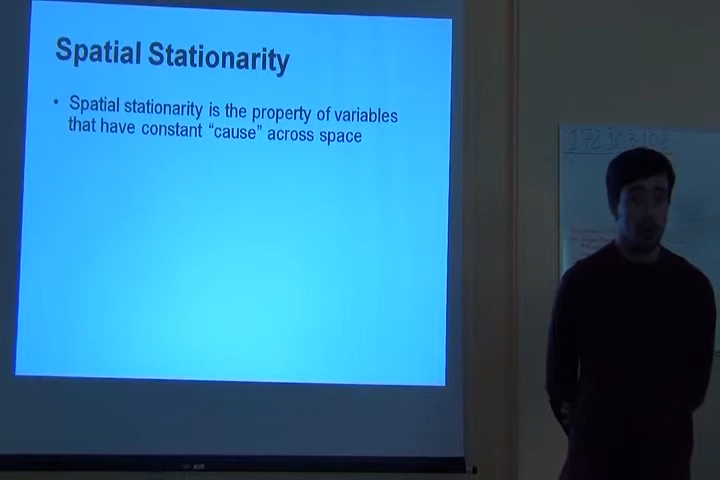 Spatial Stationarity
• Spatial stationarity is the property of variables
that have constant “cause” across space